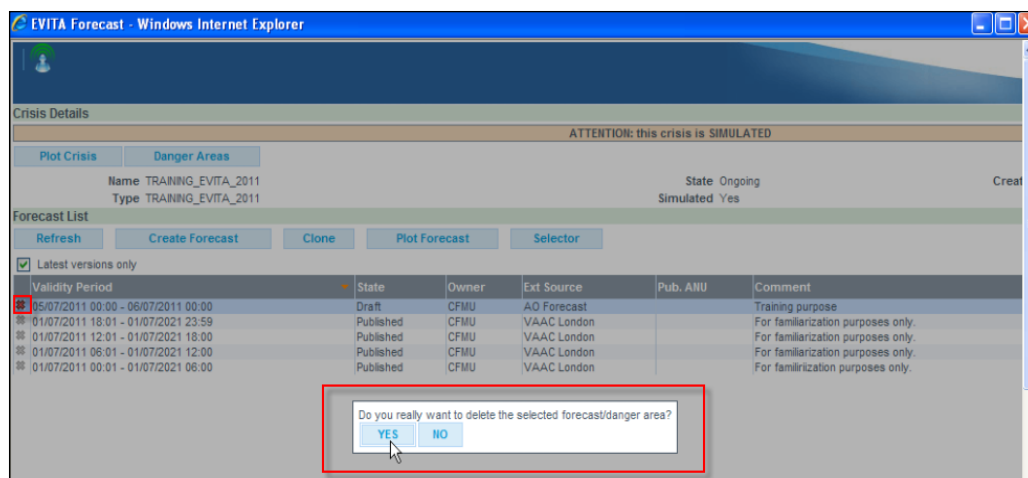 EVITA Forecast - Windows Internet Explorer
Crisis Details
ATTENTION: this crisis is SIMULATED
Plot Crisis Danger Areas
Name TRAINING_EVITA_2011 State Ongoing Creat
Type TRAINING_EVITA_2011 Simulated Yes
Forecast List
Refresh Create Forecast Clone Plot Forecast Selector
Latest versions only
Validity Period State Owner Ext Source Pub. ANU Comment
05/07/2011 00:00 - 06/07/2011 00:00 Draft CFMU AO Forecast Training purpose
01/07/2011 18:01 - 01/07/2021 23:59 Published CFMU VAAC London For familiarization purposes only.
01/07/2011 12:01 - 01/07/2021 18:00 Published CFMU VAAC London For familiarization purposes only.
01/07/2011 06:01 - 01/07/2021 12:00 Published CFMU VAAC London For familiarization purposes only.
01/07/2011 00:01 - 01/07/2021 06:00 Published CFMU VAAC London For familiriization purposes only.
Do you really want to delete the selected forecast/danger area?
YES NO